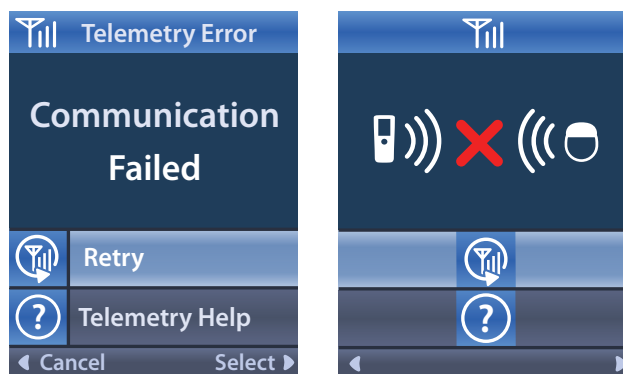 Telemetry Error
Communication
Failed
Retry
? Telemetry Help
Cancel Select
?